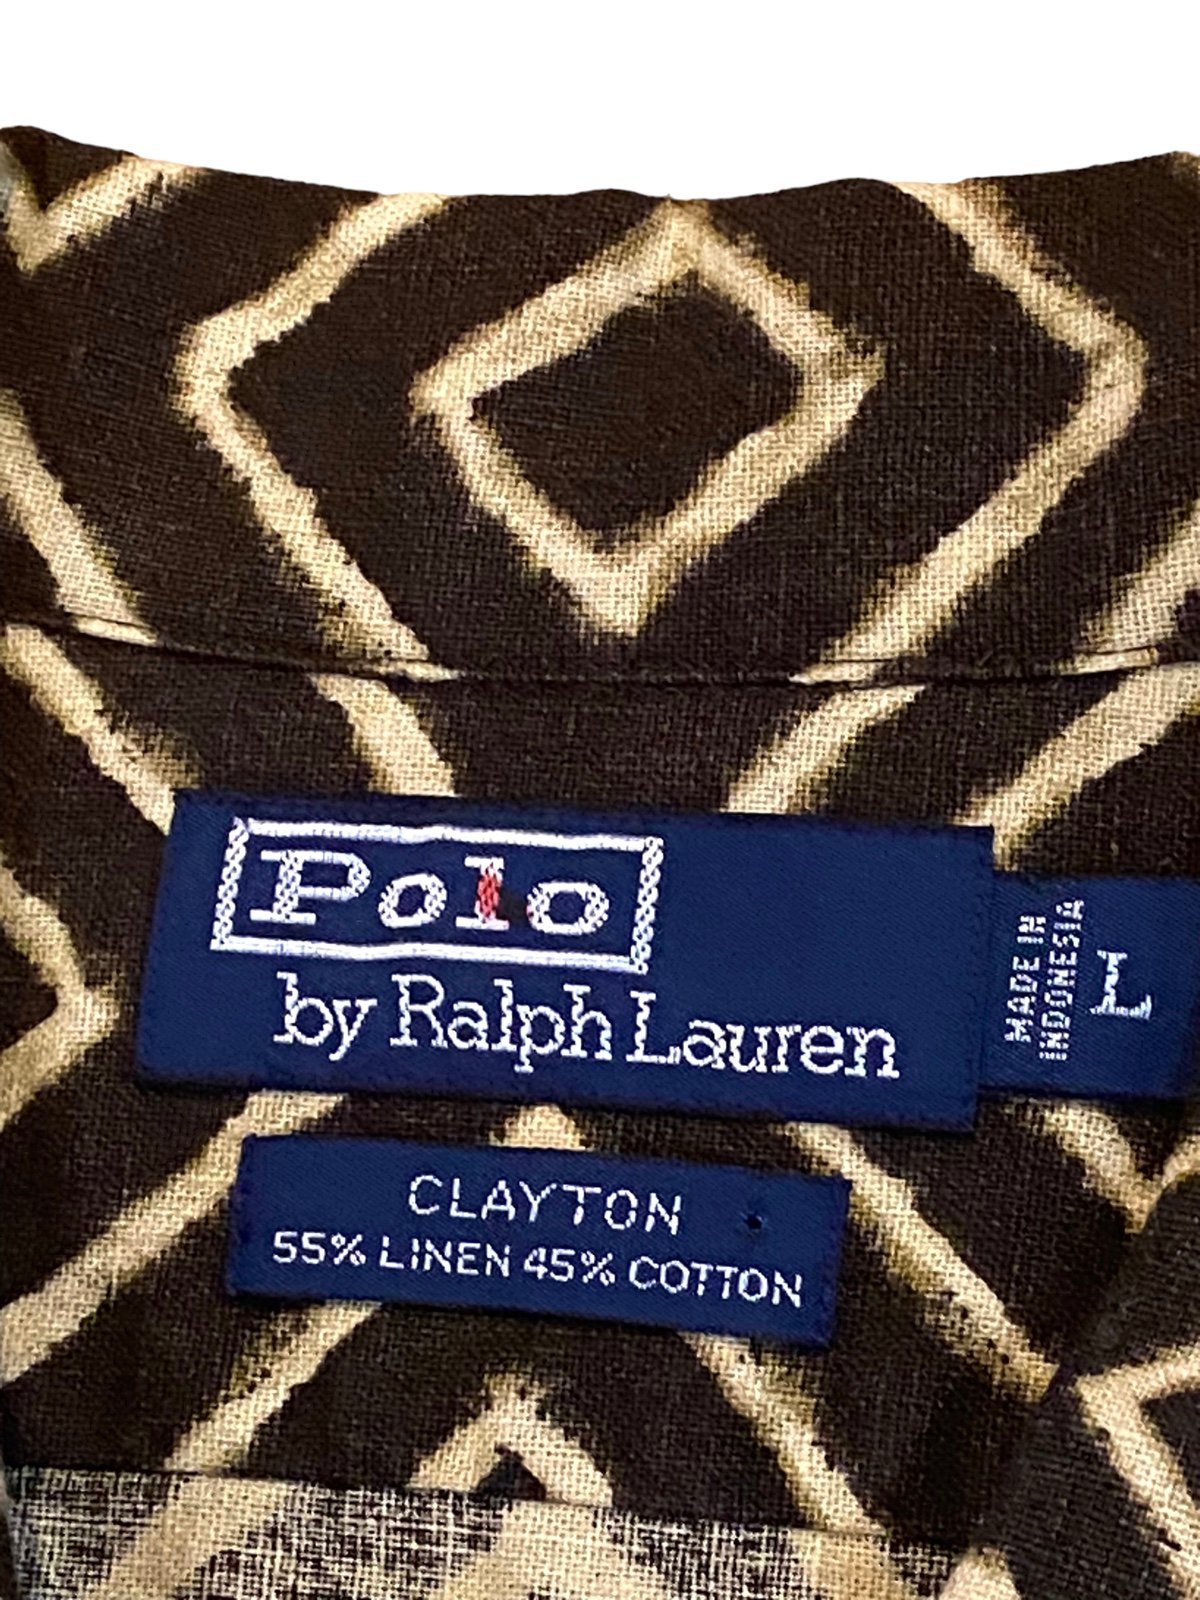 Polo
by Ralph Lauren
MADE IN
INDONESIA
L
CLAYTON
55% LINEN 45% COTTON